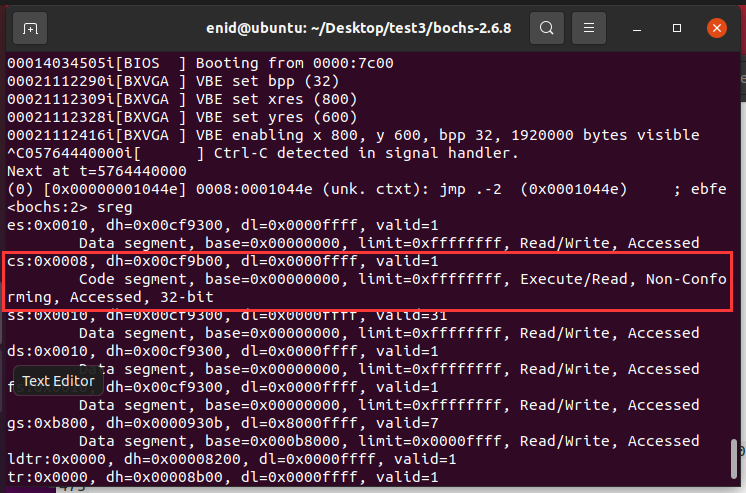 enid@ubuntu: ~/Desktop/test3/bochs-2.6.8
00014034505i[BIOS  ] Booting from 0000:7c00
00021112290i[BXVGA ] VBE set bpp (32)
00021112309i[BXVGA ] VBE set xres (800)
00021112328i[BXVGA ] VBE set yres (600)
00021112416i[BXVGA ] VBE enabling x 800, y 600, bpp 32, 1920000 bytes visible
^C05764440000i[      ] Ctrl-C detected in signal handler.
Next at t=5764440000
(0) [0x00000001044e] 0008:0001044e (unk. ctxt): jmp .-2  (0x0001044e)     ; ebfe
<bochs:2> sreg
es:0x0010, dh=0x00cf9300, dl=0x0000ffff, valid=1
        Data segment, base=0x00000000, limit=0xffffffff, Read/Write, Accessed
cs:0x0008, dh=0x00cf9b00, dl=0x0000ffff, valid=1
        Code segment, base=0x00000000, limit=0xffffffff, Execute/Read, Non-Confo
rming, Accessed, 32-bit
ss:0x0010, dh=0x00cf9300, dl=0x0000ffff, valid=31
        Data segment, base=0x00000000, limit=0xffffffff, Read/Write, Accessed
ds:0x0010, dh=0x00cf9300, dl=0x0000ffff, valid=1
        Data segment, base=0x00000000, limit=0xffffffff, Read/Write, Accessed
Text Editor
dh=0x00cf9300, dl=0x0000ffff, valid=1
        Data segment, base=0x00000000, limit=0xffffffff, Read/Write, Accessed
gs:0xb800, dh=0x0000930b, dl=0x8000ffff, valid=7
        Data segment, base=0x000b8000, limit=0x0000ffff, Read/Write, Accessed
ldtr:0x0000, dh=0x00008200, dl=0x0000ffff, valid=1
tr:0x0000, dh=0x00008b00, dl=0x0000ffff, valid=1